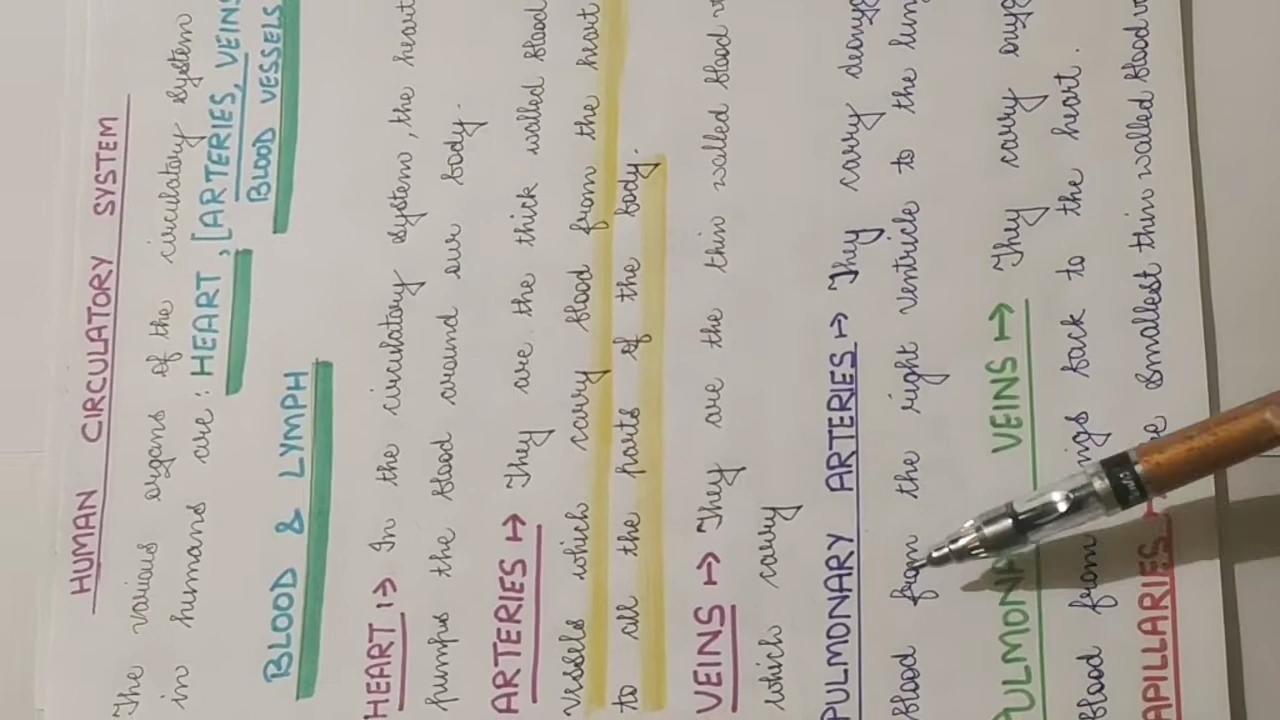 HUMAN CIRCULATORY SYSTEM
The various organs of the circulatory system
in humans are: HEART, [ARTERIES, VEINS
BLOOD VESSELS
BLOOD & LYMPH
HEART :→ In the circulatory system, the heart
pumps the blood around our body.
ARTERIES ↦ They are the thick walled blood
vessels which carry blood from the heart
to all the parts of the body.
VEINS ↦ They are the thin walled blood
which carry
PULMONARY ARTERIES ↦ They carry deoxyg
blood from the right ventricle to the lun
VEINS ↦ They carry oxyg
blood from back to the heart.
APILLARIES smallest thin walled blood